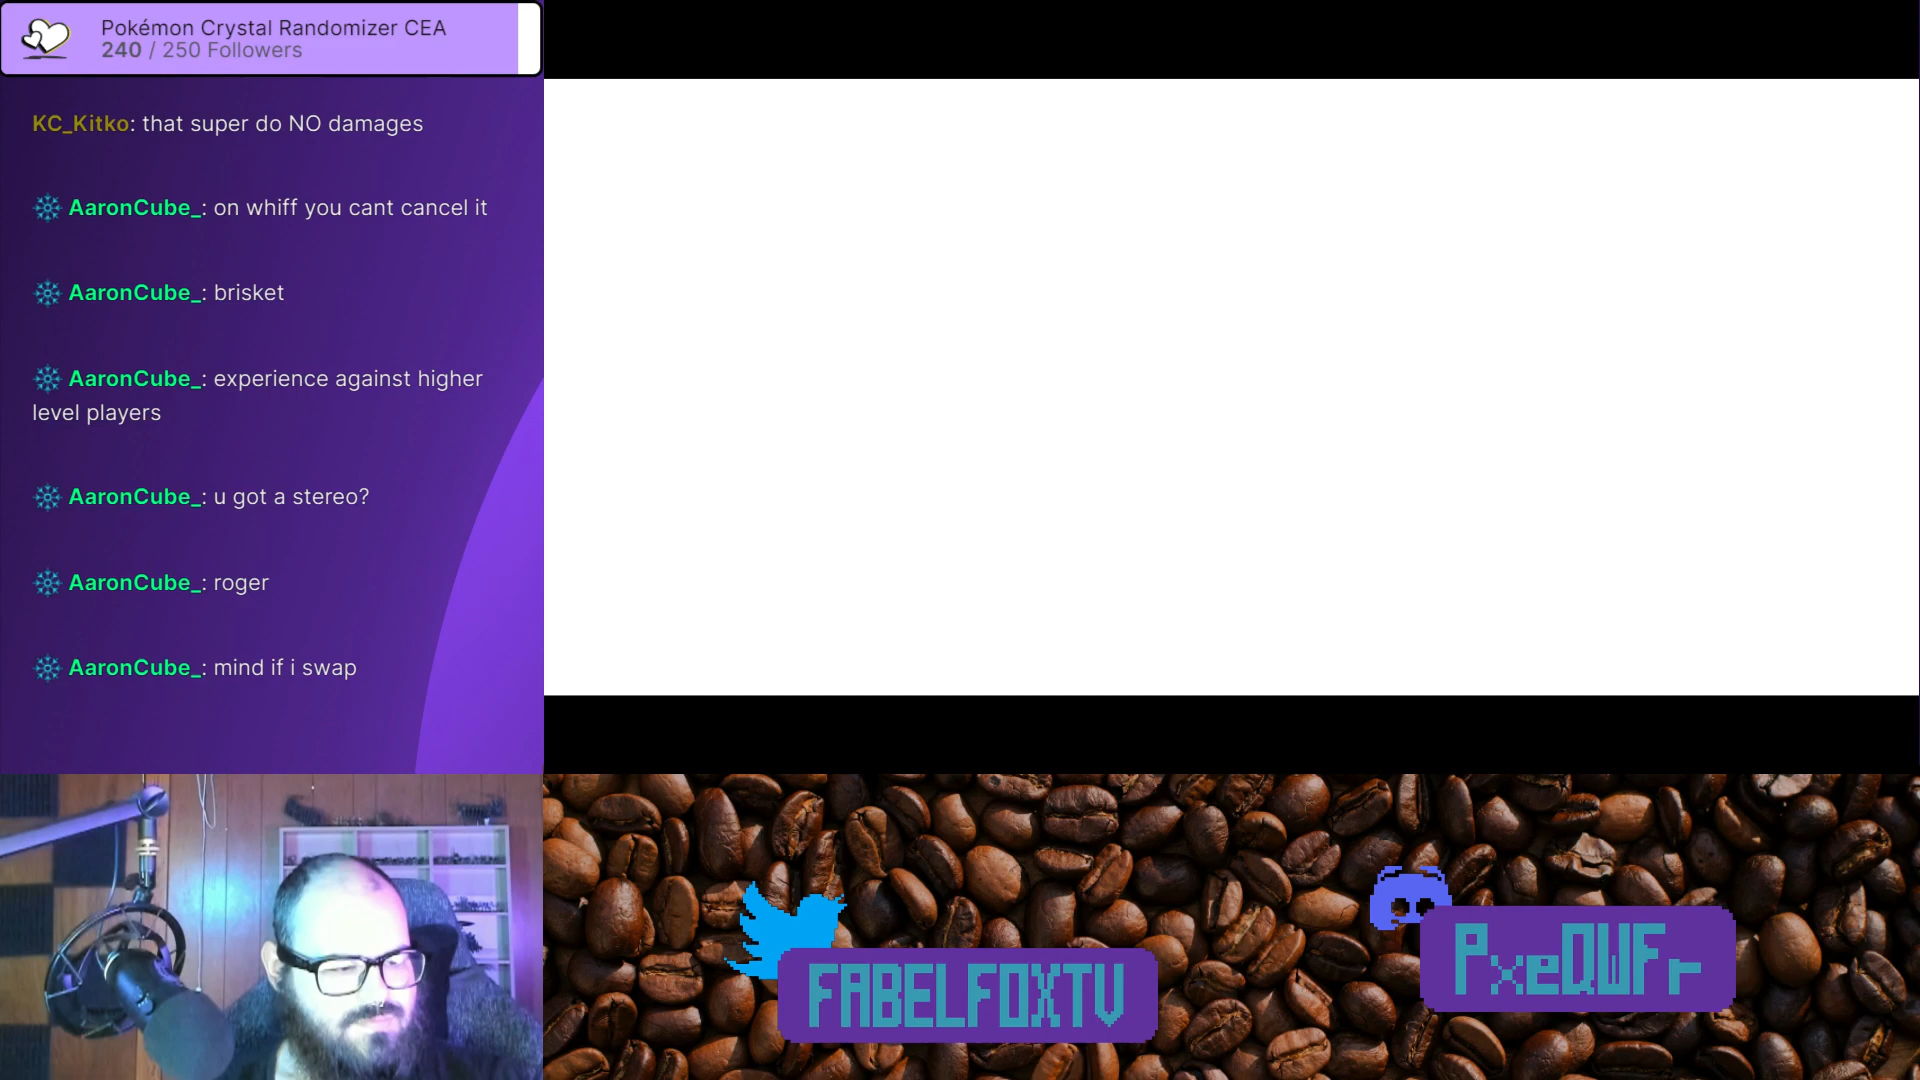 Pokémon Crystal Randomizer CEA
240 / 250 Followers
KC_Kitko: that super do NO damages
AaronCube_: on whiff you cant cancel it
AaronCube_: brisket
AaronCube_: experience against higher
level players
AaronCube_: u got a stereo?
AaronCube_: roger
AaronCube_: mind if i swap
FABELFOXTV
PxeQWFr